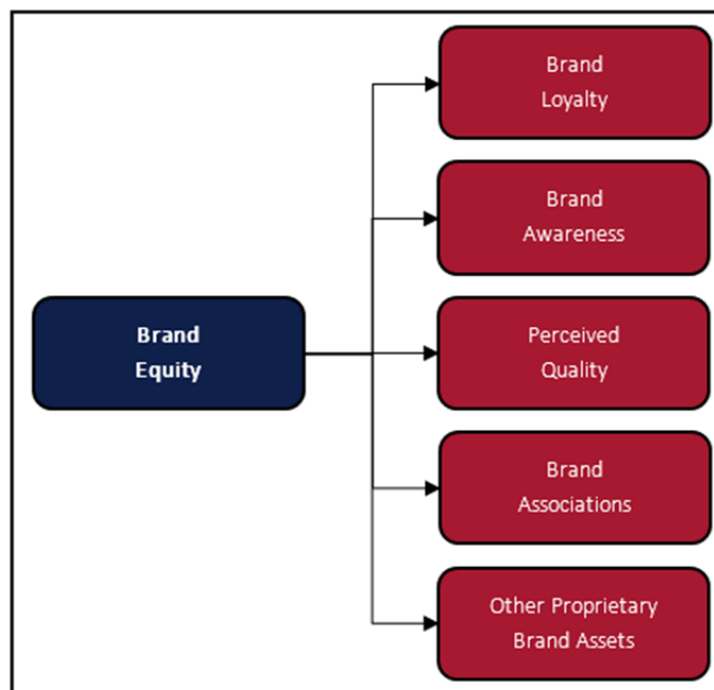 Brand
Loyalty
Brand
Awareness
Brand
Equity
Perceived
Quality
Brand
Associations
Other Proprietary
Brand Assets